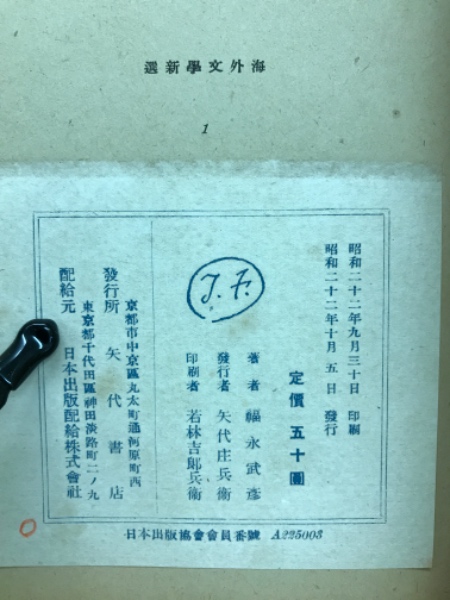 海外文學新選
1
昭和二十二年九月三十日 印刷
昭和二十二年十月五日 發行
定價 五十圓
著者 福永武彥
發行者 矢代庄兵衞
印刷者 若林吉郞兵衞
J. F.
京都市中京區丸太町通河原町西
發行所 矢代書店
東京都千代田區神田淡路町二ノ九
配給元 日本出版配給株式會社
日本出版協會會員番號 A225003